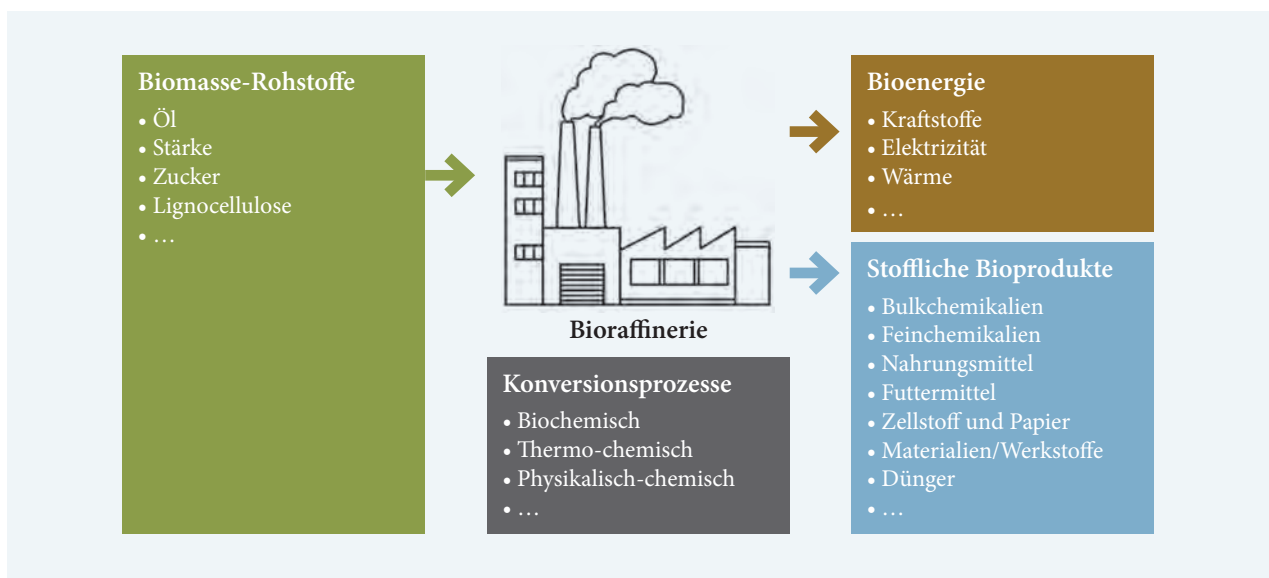 Biomasse-Rohstoffe
• Öl
• Stärke
• Zucker
• Lignocellulose
• …
Bioraffinerie
Konversionsprozesse
• Biochemisch
• Thermo-chemisch
• Physikalisch-chemisch
• …
Bioenergie
• Kraftstoffe
• Elektrizität
• Wärme
• …
Stoffliche Bioprodukte
• Bulkchemikalien
• Feinchemikalien
• Nahrungsmittel
• Futtermittel
• Zellstoff und Papier
• Materialien/Werkstoffe
• Dünger
• …